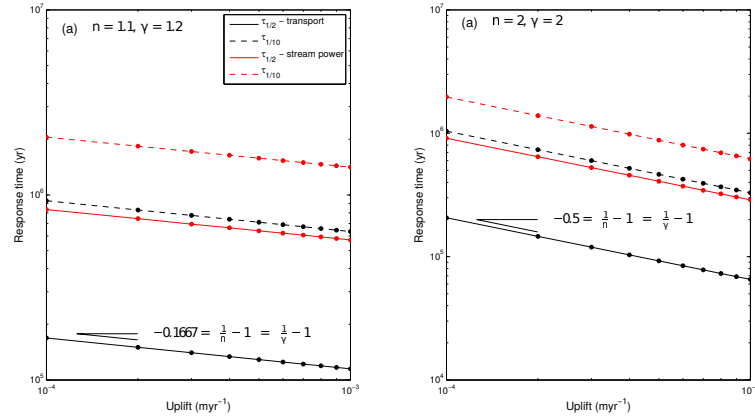 (a) n = 1.1, γ = 1.2
τ1/2 − transport
τ1/10
τ1/2 − stream power
τ1/10
10^7
10^6
10^5
Response time (yr)
−0.1667 = 1/n − 1 = 1/γ − 1
10^−4
10^−3
Uplift (myr^−1)
(a) n = 2, γ = 2
10^7
10^6
10^5
10^4
Response time (yr)
−0.5 = 1/n − 1 = 1/γ − 1
10^−4
10^−3
Uplift (myr^−1)